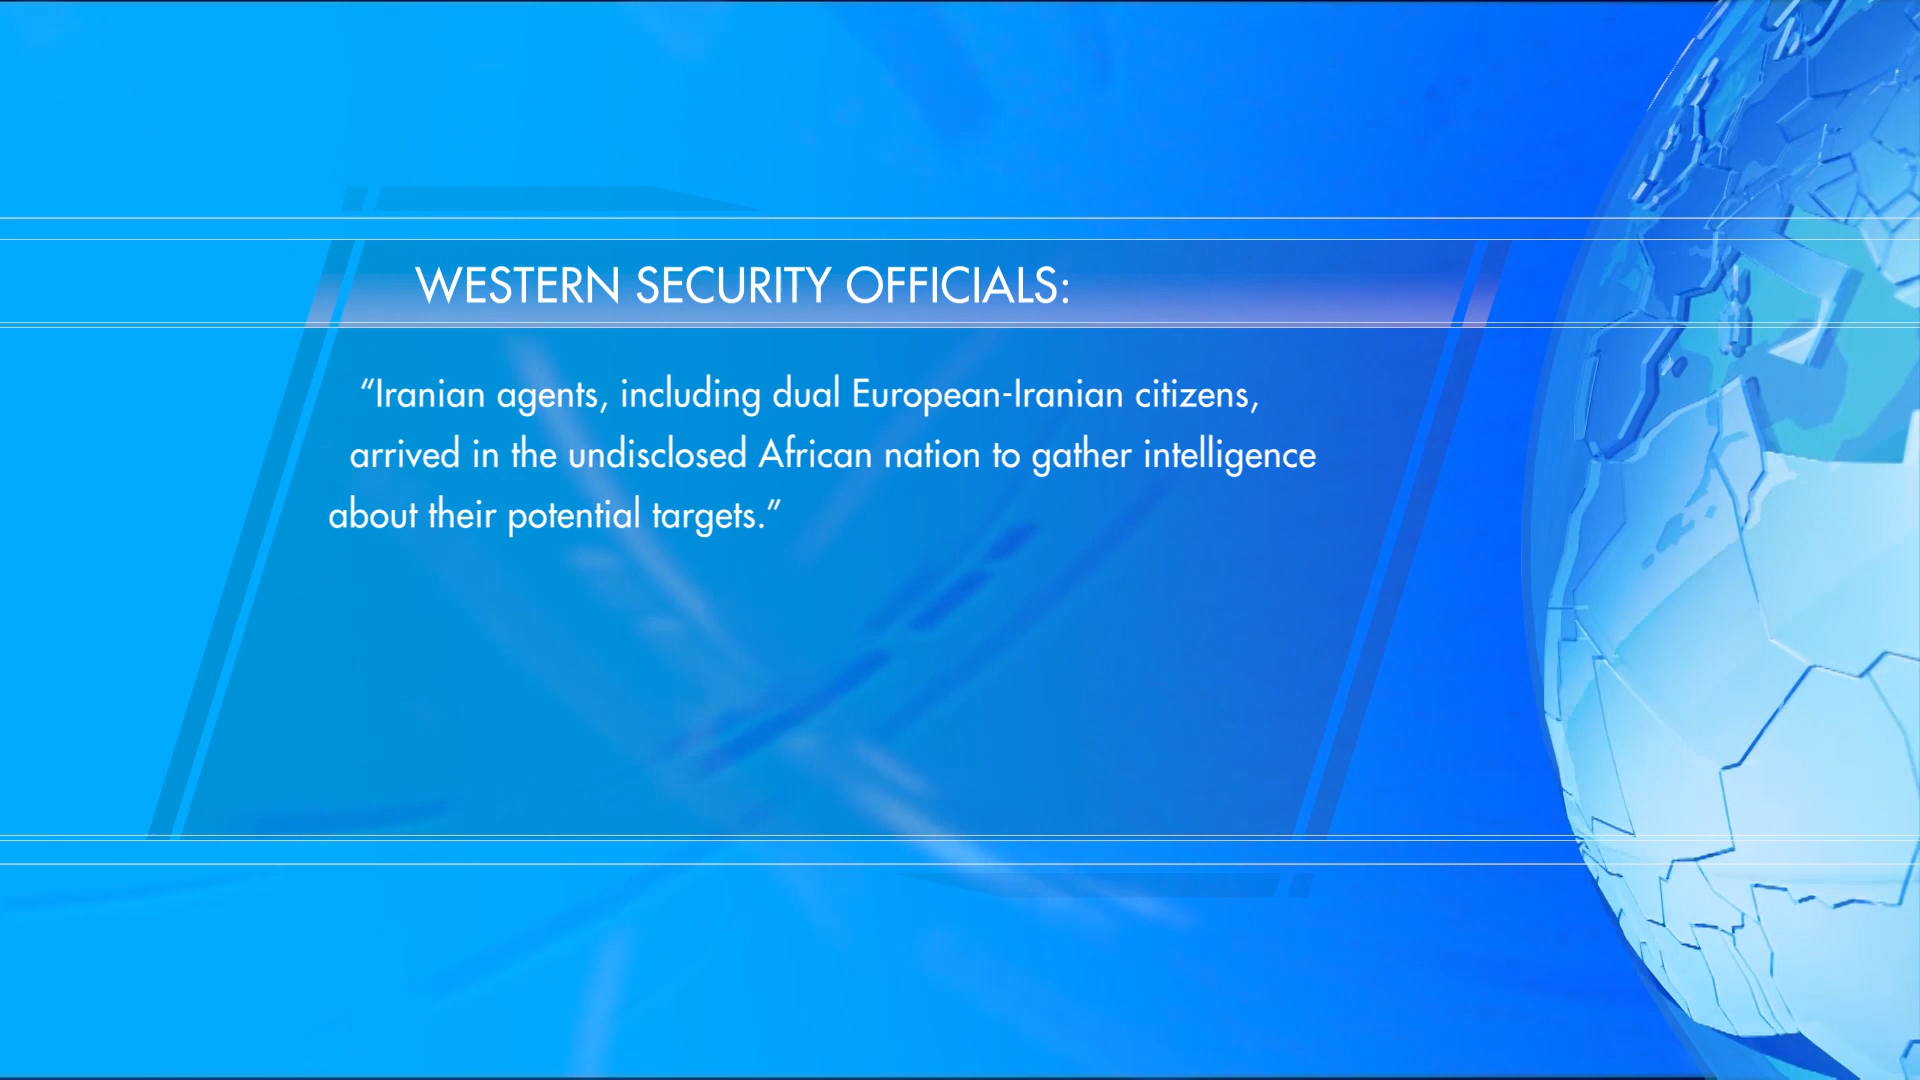 WESTERN SECURITY OFFICIALS:
“Iranian agents, including dual European-Iranian citizens,
arrived in the undisclosed African nation to gather intelligence
about their potential targets.”